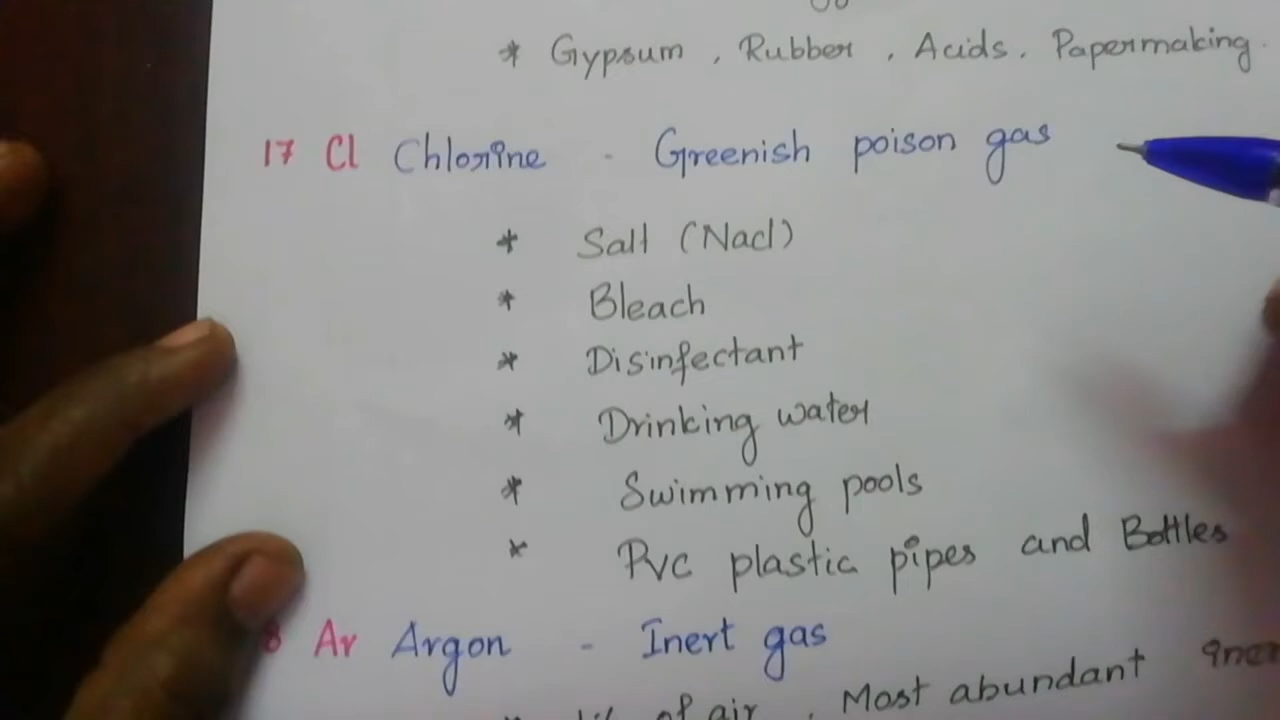 * Gypsum , Rubber , Acids . Papermaking .
17 Cl Chlorine - Greenish poison gas
* Salt (Nacl)
* Bleach
* Disinfectant
* Drinking water
* Swimming pools
* Pvc plastic pipes and Bottles
8 Ar Argon - Inert gas
of air , Most abundant